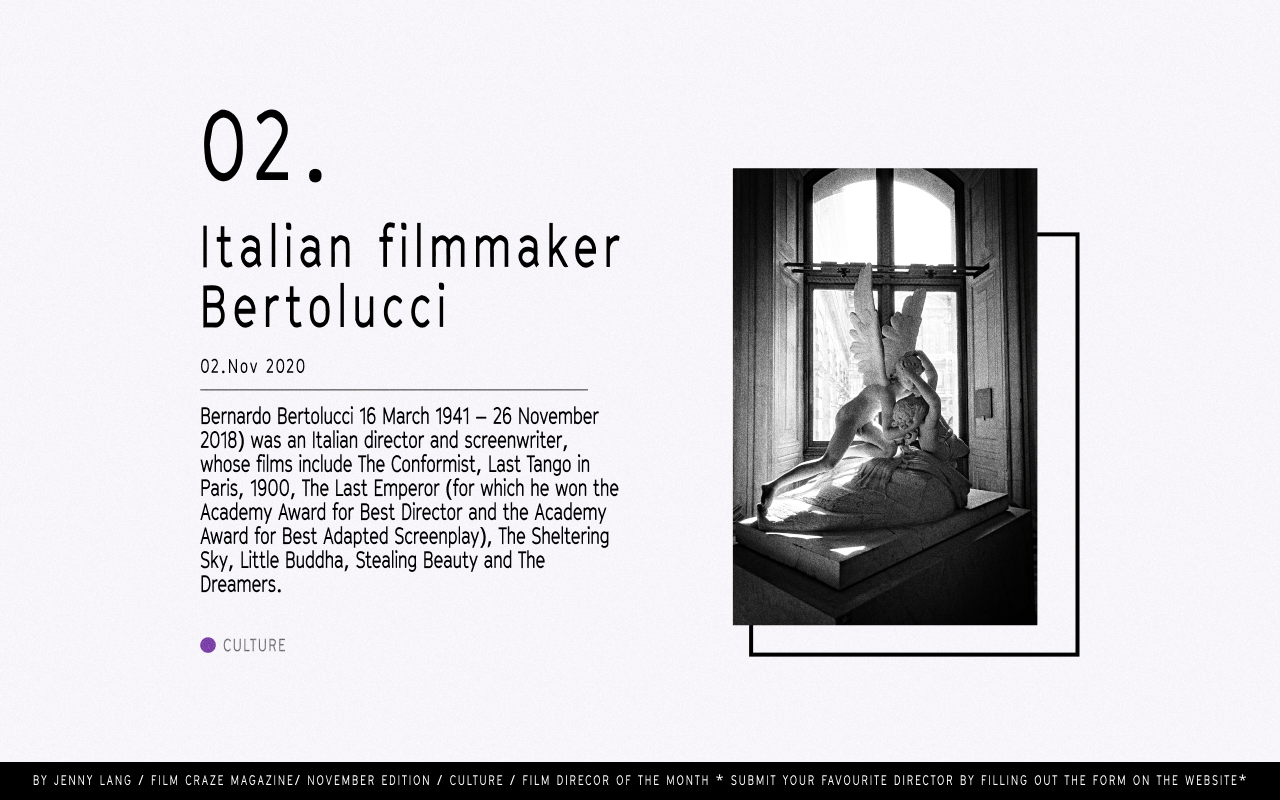 02.
Italian filmmaker
Bertolucci
02.Nov 2020
Bernardo Bertolucci 16 March 1941 – 26 November
2018) was an Italian director and screenwriter,
whose films include The Conformist, Last Tango in
Paris, 1900, The Last Emperor (for which he won the
Academy Award for Best Director and the Academy
Award for Best Adapted Screenplay), The Sheltering
Sky, Little Buddha, Stealing Beauty and The
Dreamers.
CULTURE
BY JENNY LANG / FILM CRAZE MAGAZINE/ NOVEMBER EDITION / CULTURE / FILM DIRECOR OF THE MONTH * SUBMIT YOUR FAVOURITE DIRECTOR BY FILLING OUT THE FORM ON THE WEBSITE*